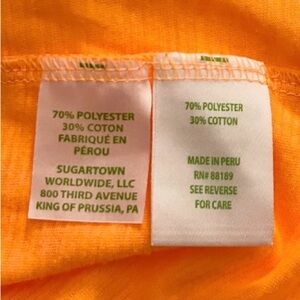 70% POLYESTER
30% COTON
FABRIQUÉ EN
PÉROU
SUGARTOWN
WORLDWIDE, LLC
800 THIRD AVENUE
KING OF PRUSSIA, PA
70% POLYESTER
30% COTTON
MADE IN PERU
RN# 88189
SEE REVERSE
FOR CARE